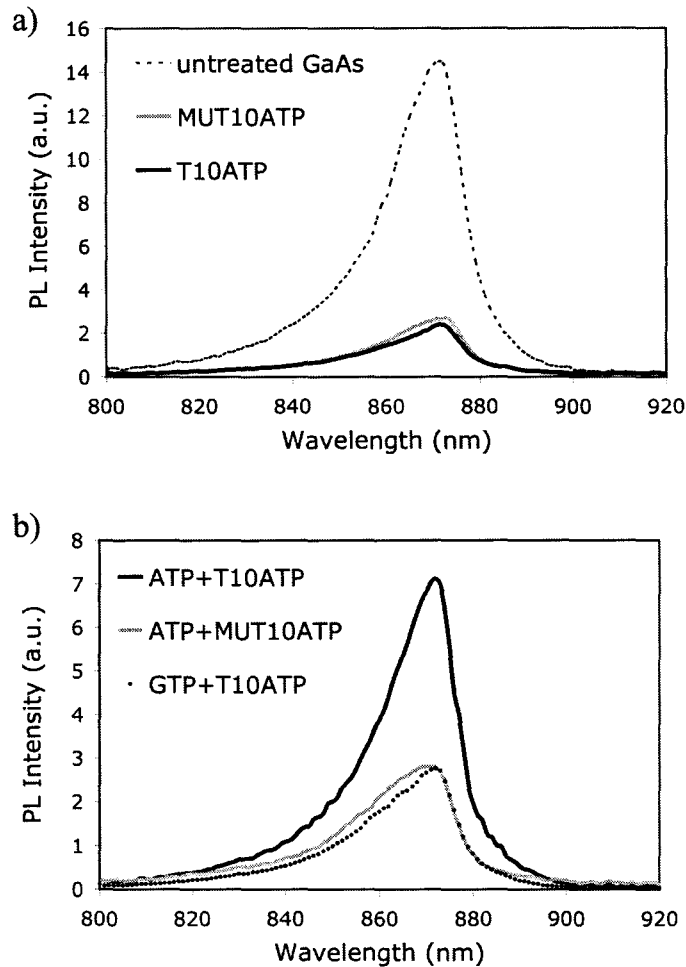 a)
16
14
12
10
8
6
4
2
0
PL Intensity (a.u.)
untreated GaAs
MUT10ATP
T10ATP
800 820 840 860 880 900 920
Wavelength (nm)
b)
8
7
6
5
4
3
2
1
0
PL Intensity (a.u.)
ATP+T10ATP
ATP+MUT10ATP
GTP+T10ATP
800 820 840 860 880 900 920
Wavelength (nm)